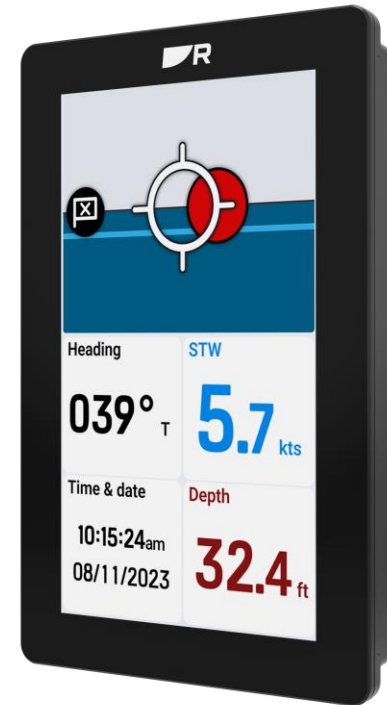 R
Heading
STW
039° T
5.7 kts
Time & date
Depth
10:15:24am
08/11/2023
32.4 ft
X